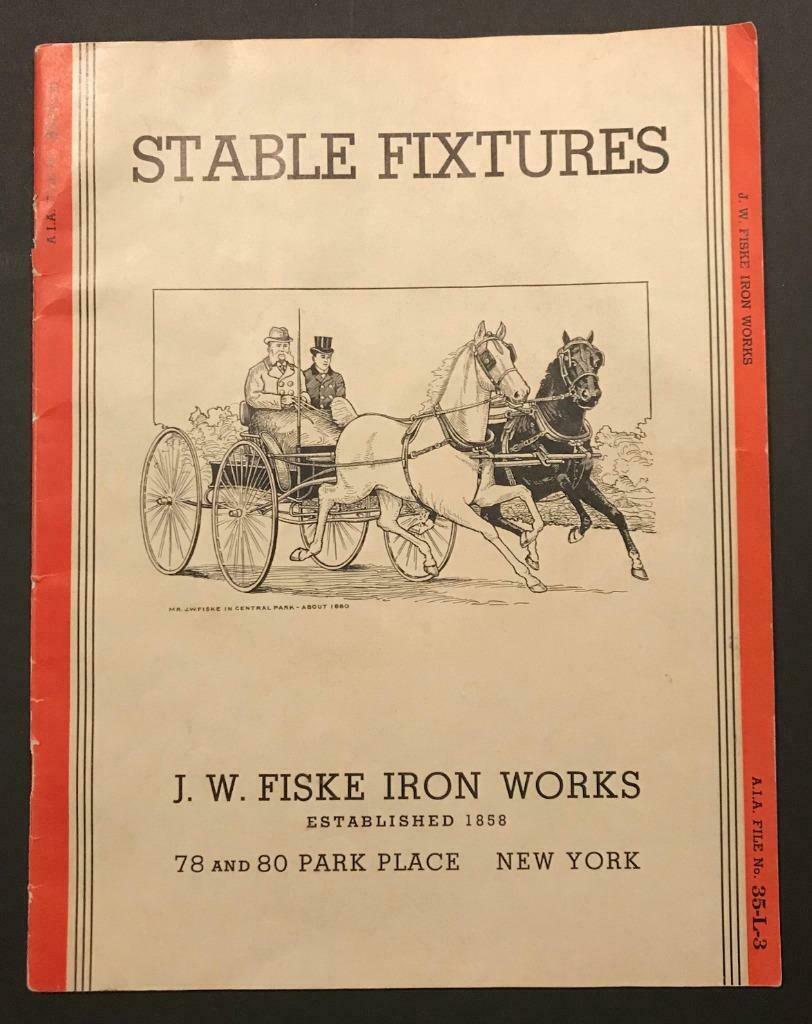 STABLE FIXTURES
MR. J.W. FISKE IN CENTRAL PARK - ABOUT 1880
J. W. FISKE IRON WORKS
ESTABLISHED 1858
78 AND 80 PARK PLACE NEW YORK
J. W. FISKE IRON WORKS
A.I.A. FILE No. 35-L-3
A.I.A.